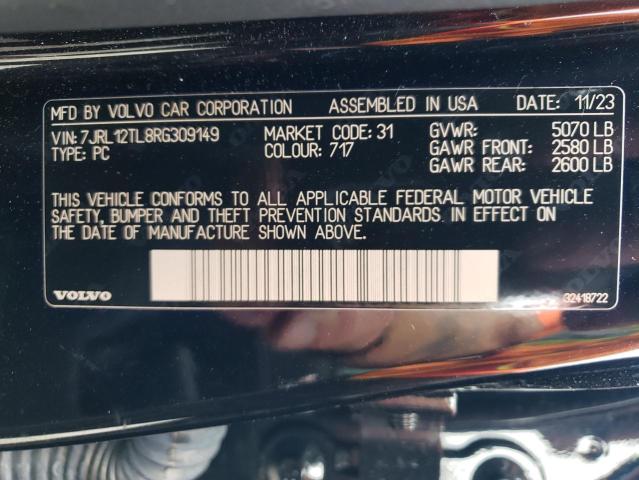 MFD BY VOLVO CAR CORPORATION ASSEMBLED IN USA 11/23
VIN: 7JRL12TL8RG309149 MARKET CODE: 31 GVWR: 5070 LB
TYPE: PC COLOUR: 717 GAWR FRONT: 2580 LB
GAWR REAR: 2600 LB
THIS VEHICLE CONFORMS TO ALL APPLICABLE FEDERAL MOTOR VEHICLE
SAFETY, BUMPER AND THEFT PREVENTION STANDARDS IN EFFECT ON
THE DATE OF MANUFACTURE SHOWN ABOVE.
VOLVO 32418722